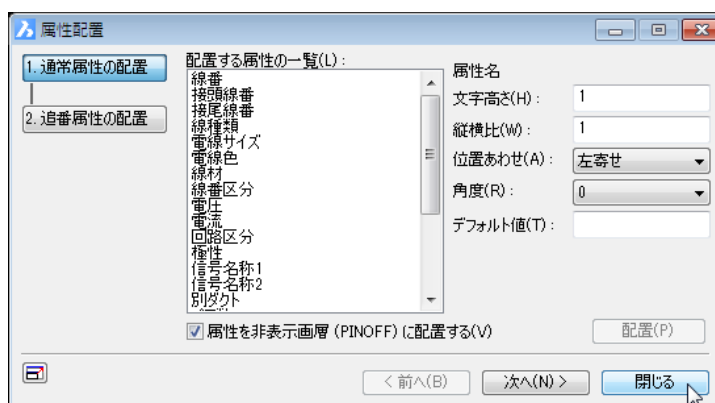 属性配置
1. 通常属性の配置
2. 追番属性の配置
配置する属性の一覧(L) :
線番
接頭線番
接尾線番
線種類
電線サイズ
電線色
線材
線番区分
電圧
電流
回路区分
極性
信号名称1
信号名称2
別ダクト
属性名
文字高さ(H) :
1
縦横比(W) :
1
位置あわせ(A) :
左寄せ
角度(R) :
0
デフォルト値(T) :
属性を非表示画層 (PINOFF) に配置する(V)
配置(P)
< 前へ(B)
次へ(N) >
閉じる